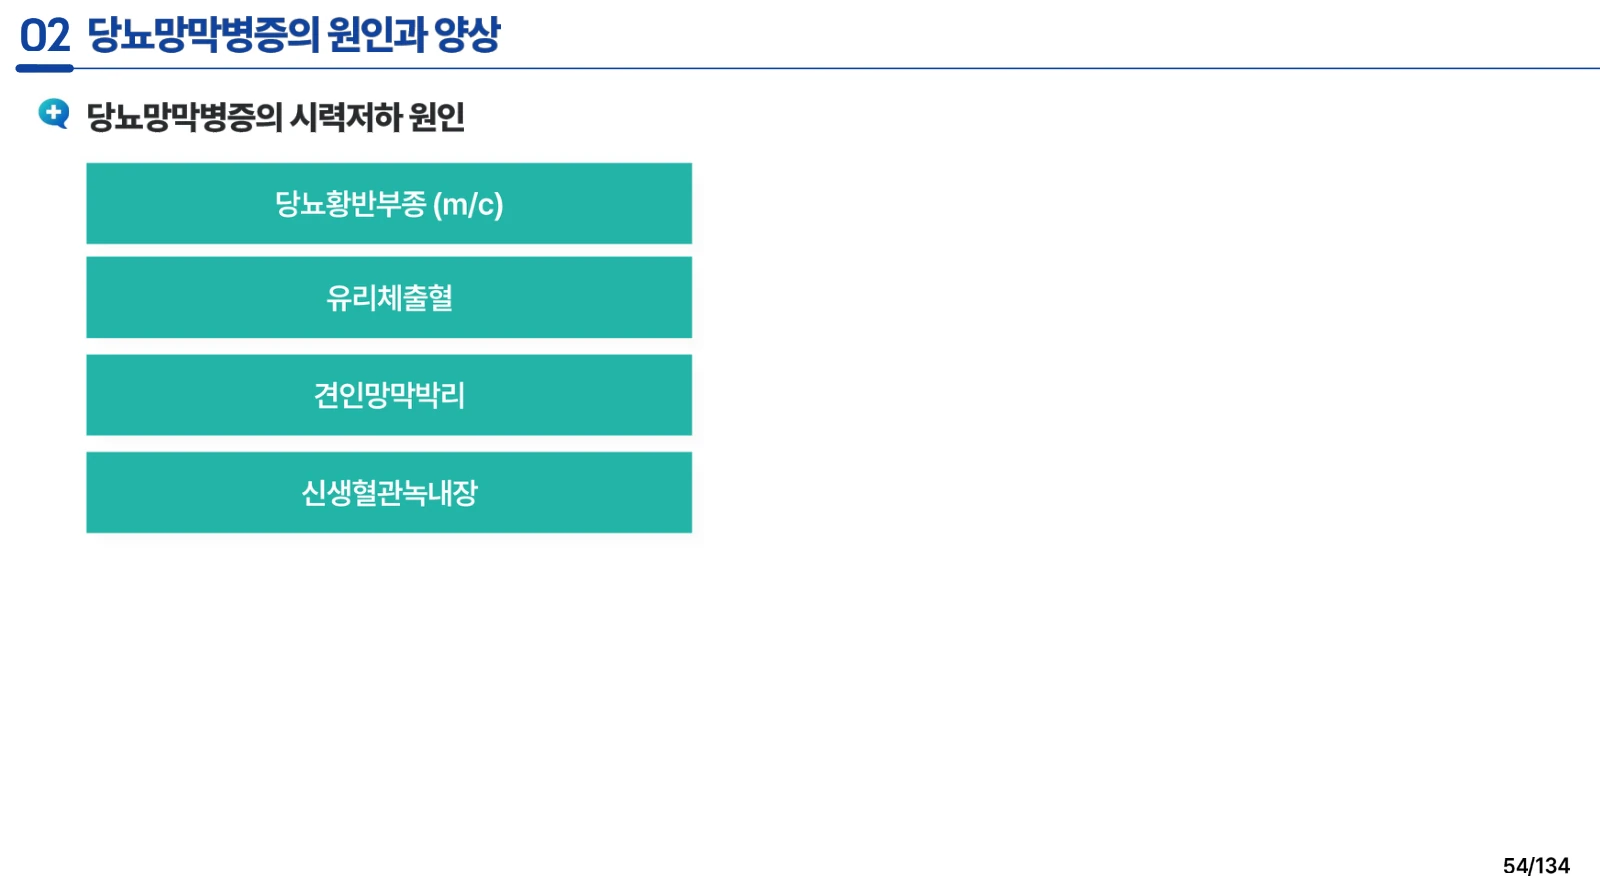 02 당뇨망막병증의 원인과 양상
당뇨망막병증의 시력저하 원인
당뇨황반부종 (m/c)
유리체출혈
견인망막박리
신생혈관녹내장
54/134